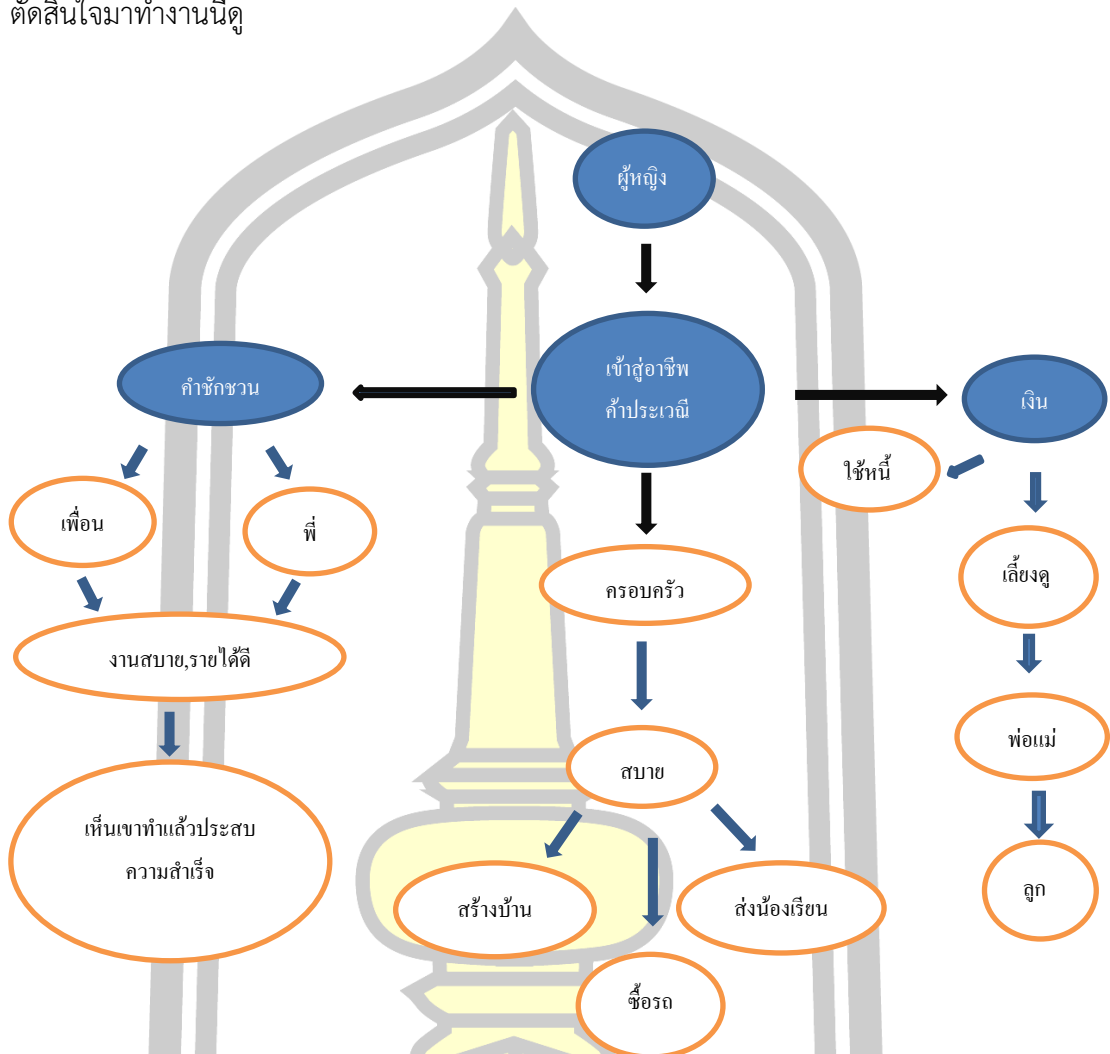 ตัดสินใจมาทำงานนี้ดู
ผู้หญิง
เข้าสู่อาชีพ
ค้าประเวณี
คำชักชวน
เงิน
ใช้หนี้
เพื่อน
พี่
เลี้ยงดู
ครอบครัว
งานสบาย,รายได้ดี
พ่อแม่
สบาย
เห็นเขาทำแล้วประสบ
ความสำเร็จ
ลูก
สร้างบ้าน
ส่งน้องเรียน
ซื้อรถ